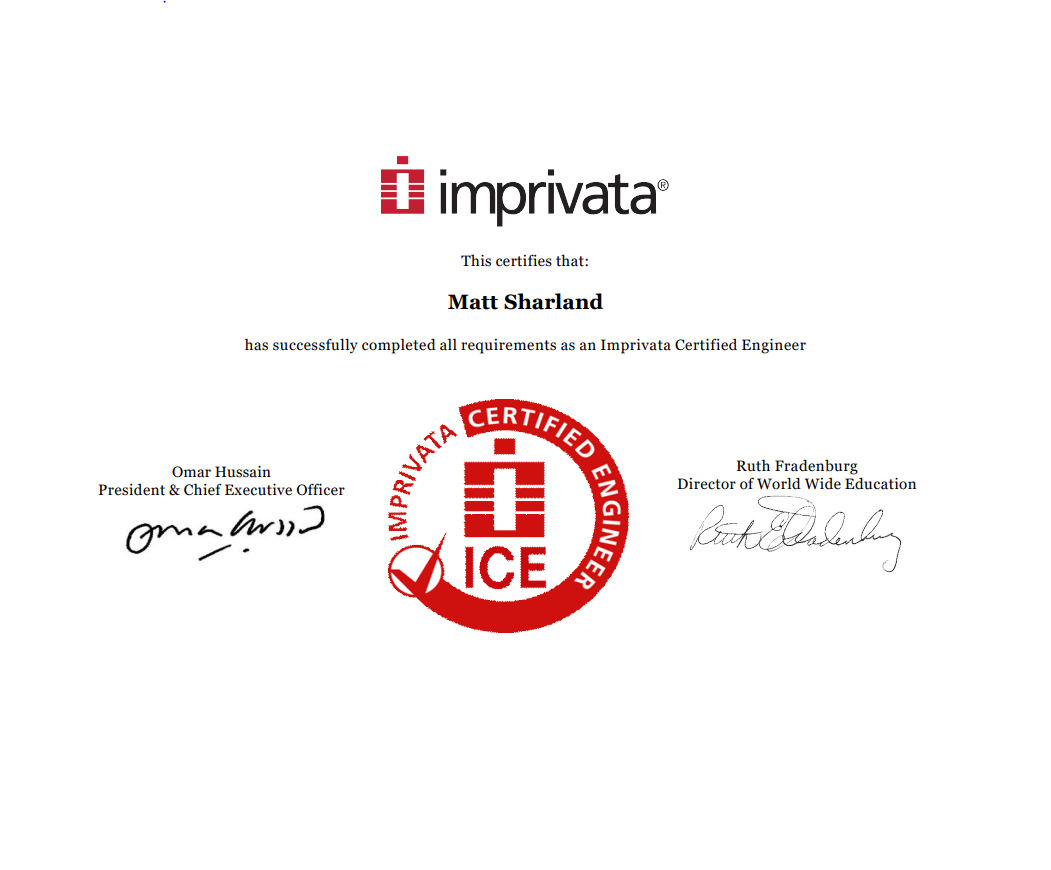 imprivata®
This certifies that:
Matt Sharland
has successfully completed all requirements as an Imprivata Certified Engineer
IMPRIVATA CERTIFIED ENGINEER
ICE
Omar Hussain
President & Chief Executive Officer
Omar Hussain
Ruth Fradenburg
Director of World Wide Education
Ruth E Fradenburg